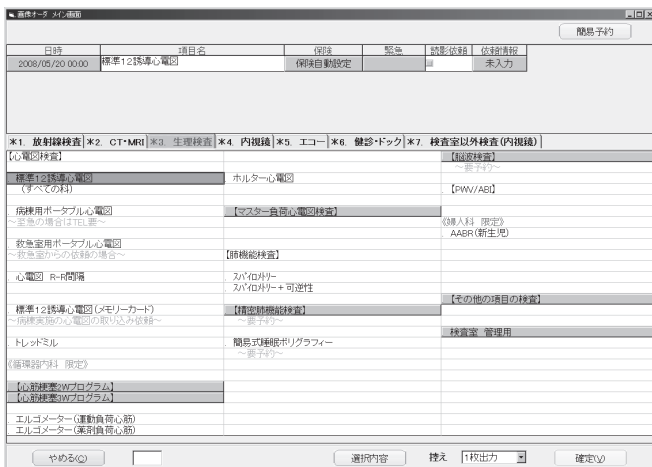 画像オーダ メイン画面
簡易予約
日時 項目名 保険 緊急 読影依頼 依頼情報
2008/05/20 00:00 標準12誘導心電図 保険自動設定 未入力
*1. 放射線検査 *2. CT・MRI *3. 生理検査 *4. 内視鏡 *5. エコー *6. 健診・ドック *7. 検査室以外検査(内視鏡)
【心電図検査】
標準12誘導心電図
(すべての科)
病棟用ポータブル心電図
~至急の場合はTEL要~
救急室用ポータブル心電図
~救急室からの依頼の場合~
心電図 R-R間隔
標準12誘導心電図(メモリーカード)
~病棟実施の心電図の取り込み依頼~
トレッドミル
《循環器内科 限定》
【心筋梗塞2Wプログラム】
【心筋梗塞3Wプログラム】
エルゴメーター(運動負荷心筋)
エルゴメーター(薬剤負荷心筋)
ホルター心電図
【マスター負荷心電図検査】
【肺機能検査】
スパイロメトリー
スパイロメトリー+可逆性
【精密肺機能検査】
~要予約~
簡易式睡眠ポリグラフィー
~要予約~
【脳波検査】
~要予約~
【PWV/ABI】
《婦人科 限定》
AABR(新生児)
【その他の項目の検査】
検査室 管理用
やめる(C) 選択内容 控え 1枚出力 確定(V)